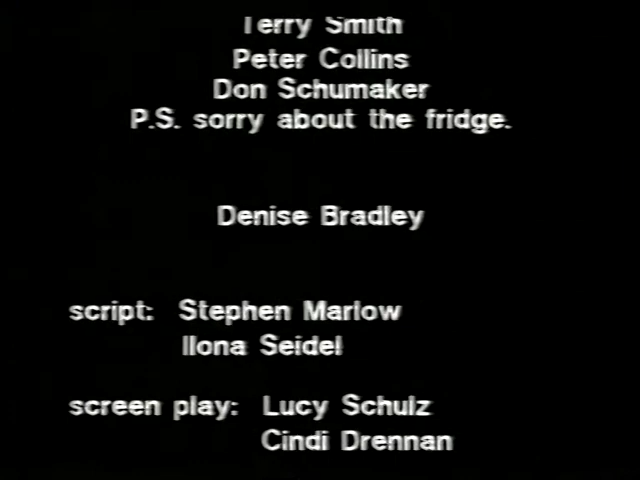 Terry Smith
Peter Collins
Don Schumaker
P.S. sorry about the fridge.
Denise Bradley
script: Stephen Marlow
Ilona Seidel
screen play: Lucy Schulz
Cindi Drennan